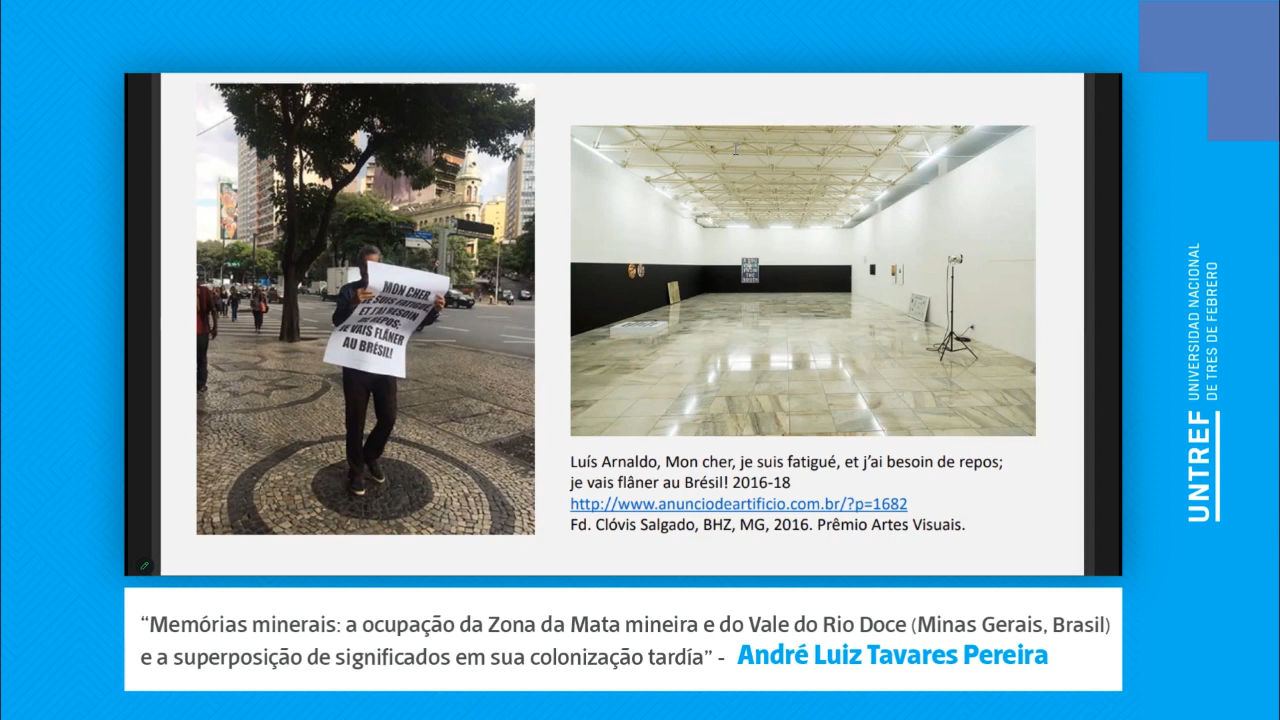 MON CHER,
JE SUIS FATIGUÉ,
ET J'AI BESOIN
DE REPOS;
JE VAIS FLÂNER
AU BRÉSIL!
Luís Arnaldo, Mon cher, je suis fatigué, et j'ai besoin de repos;
je vais flâner au Brésil! 2016-18
http://www.anunciodeartificio.com.br/?p=1682
Fd. Clóvis Salgado, BHZ, MG, 2016. Prêmio Artes Visuais.
UNTREF
UNIVERSIDAD NACIONAL
DE TRES DE FEBRERO
“Memórias minerais: a ocupação da Zona da Mata mineira e do Vale do Rio Doce (Minas Gerais, Brasil)
e a superposição de significados em sua colonização tardía” - André Luiz Tavares Pereira